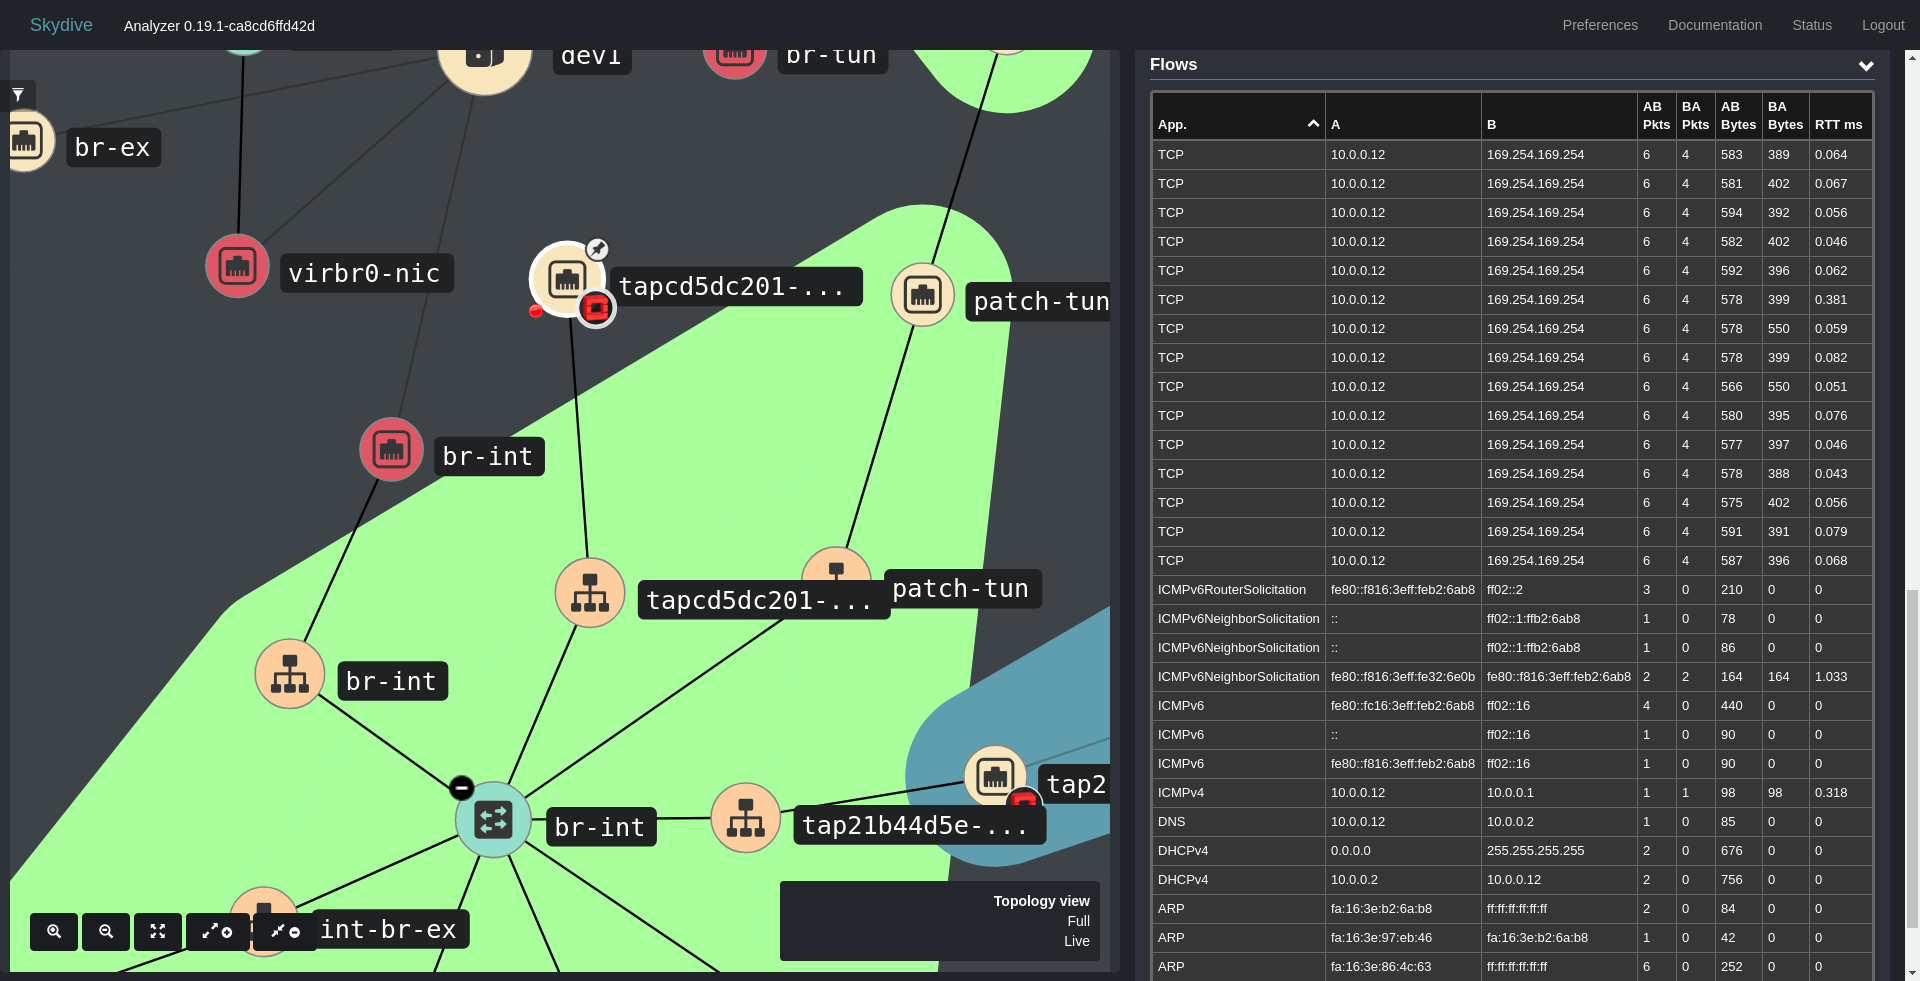 Skydive
Analyzer 0.19.1-ca8cd6ffd42d
Preferences Documentation Status Logout
dev1
br-tun
br-ex
virbr0-nic
tapcd5dc201-...
patch-tun
br-int
tapcd5dc201-...
patch-tun
br-int
tap2
br-int
tap21b44d5e-...
int-br-ex
Topology view
Full
Live
Flows
App. A B AB Pkts BA Pkts AB Bytes BA Bytes RTT ms
TCP 10.0.0.12 169.254.169.254 6 4 583 389 0.064
TCP 10.0.0.12 169.254.169.254 6 4 581 402 0.067
TCP 10.0.0.12 169.254.169.254 6 4 594 392 0.056
TCP 10.0.0.12 169.254.169.254 6 4 582 402 0.046
TCP 10.0.0.12 169.254.169.254 6 4 592 396 0.062
TCP 10.0.0.12 169.254.169.254 6 4 578 399 0.381
TCP 10.0.0.12 169.254.169.254 6 4 578 550 0.059
TCP 10.0.0.12 169.254.169.254 6 4 578 399 0.082
TCP 10.0.0.12 169.254.169.254 6 4 566 550 0.051
TCP 10.0.0.12 169.254.169.254 6 4 580 395 0.076
TCP 10.0.0.12 169.254.169.254 6 4 577 397 0.046
TCP 10.0.0.12 169.254.169.254 6 4 578 388 0.043
TCP 10.0.0.12 169.254.169.254 6 4 575 402 0.056
TCP 10.0.0.12 169.254.169.254 6 4 591 391 0.079
TCP 10.0.0.12 169.254.169.254 6 4 587 396 0.068
ICMPv6RouterSolicitation fe80::f816:3eff:feb2:6ab8 ff02::2 3 0 210 0 0
ICMPv6NeighborSolicitation :: ff02::1:ffb2:6ab8 1 0 78 0 0
ICMPv6NeighborSolicitation :: ff02::1:ffb2:6ab8 1 0 86 0 0
ICMPv6NeighborSolicitation fe80::f816:3eff:fe32:6e0b fe80::f816:3eff:feb2:6ab8 2 2 164 164 1.033
ICMPv6 fe80::fc16:3eff:feb2:6ab8 ff02::16 4 0 440 0 0
ICMPv6 :: ff02::16 1 0 90 0 0
ICMPv6 fe80::f816:3eff:feb2:6ab8 ff02::16 1 0 90 0 0
ICMPv4 10.0.0.12 10.0.0.1 1 1 98 98 0.318
DNS 10.0.0.12 10.0.0.2 1 0 85 0 0
DHCPv4 0.0.0.0 255.255.255.255 2 0 676 0 0
DHCPv4 10.0.0.2 10.0.0.12 2 0 756 0 0
ARP fa:16:3e:b2:6a:b8 ff:ff:ff:ff:ff:ff 2 0 84 0 0
ARP fa:16:3e:97:eb:46 fa:16:3e:b2:6a:b8 1 0 42 0 0
ARP fa:16:3e:86:4c:63 ff:ff:ff:ff:ff:ff 6 0 252 0 0